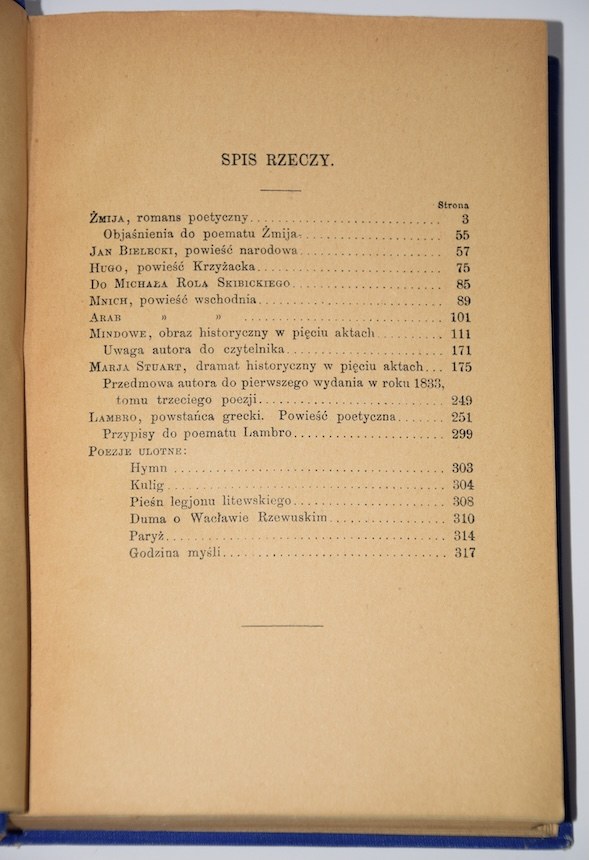 SPIS RZECZY.
Strona
ŻMIJA, romans poetyczny........................ 3
Objaśnienia do poematu Żmija.................. 55
JAN BIELECKI, powieść narodowa.................. 57
HUGO, powieść Krzyżacka........................ 75
DO MICHAŁA ROLA SKIBICKIEGO.................... 85
MNICH, powieść wschodnia........................ 89
ARAB » » ........................ 101
MINDOWE, obraz historyczny w pięciu aktach.......... 111
Uwaga autora do czytelnika.................... 171
MARJA STUART, dramat historyczny w pięciu aktach... 175
Przedmowa autora do pierwszego wydania w roku 1833,
tomu trzeciego poezji........................ 249
LAMBRO, powstańca grecki. Powieść poetyczna....... 251
Przypisy do poematu Lambro.................... 299
POEZJE ULOTNE:
Hymn .................................. 303
Kulig.................................. 304
Pieśn legjonu litewskiego.................... 308
Duma o Wacławie Rzewuskim................ 310
Paryż.................................. 314
Godzina myśli............................ 317